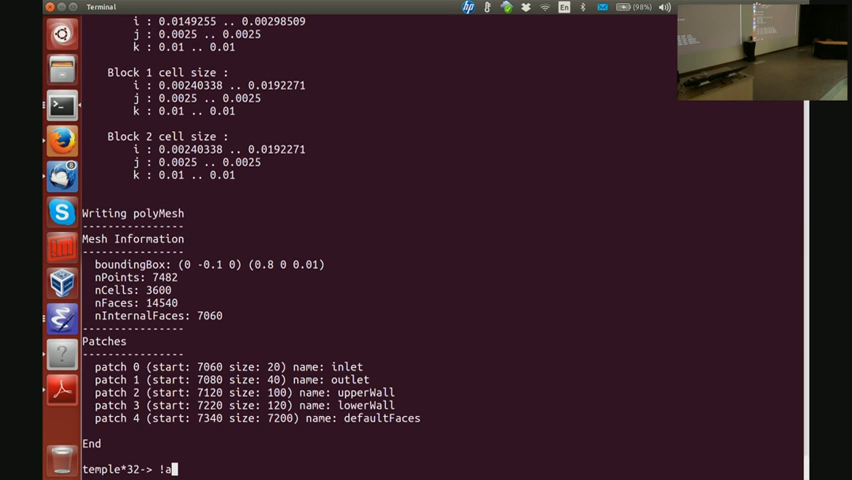 Terminal
En
(98%)
i : 0.0149255 .. 0.00298509
j : 0.0025 .. 0.0025
k : 0.01 .. 0.01
Block 1 cell size :
i : 0.00240338 .. 0.0192271
j : 0.0025 .. 0.0025
k : 0.01 .. 0.01
Block 2 cell size :
i : 0.00240338 .. 0.0192271
j : 0.0025 .. 0.0025
k : 0.01 .. 0.01
Writing polyMesh
----------------
Mesh Information
----------------
boundingBox: (0 -0.1 0) (0.8 0 0.01)
nPoints: 7482
nCells: 3600
nFaces: 14540
nInternalFaces: 7060
----------------
Patches
----------------
patch 0 (start: 7060 size: 20) name: inlet
patch 1 (start: 7080 size: 40) name: outlet
patch 2 (start: 7120 size: 100) name: upperWall
patch 3 (start: 7220 size: 120) name: lowerWall
patch 4 (start: 7340 size: 7200) name: defaultFaces
End
temple*32-> !a